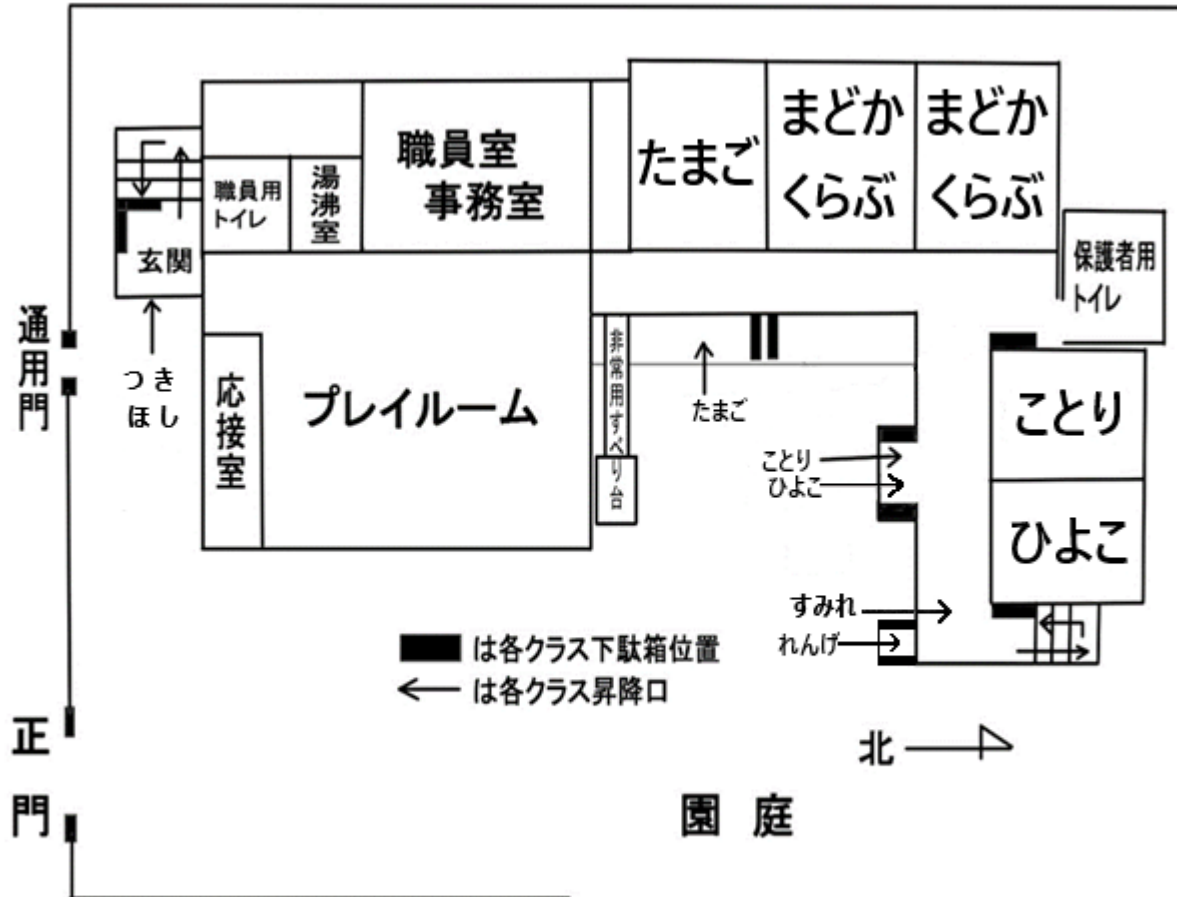 たまご
まどか
くらぶ
まどか
くらぶ
職員室
事務室
湯沸室
職員用
トイレ
玄関
保護者用
トイレ
通用門
つき
ほし
応接室
プレイルーム
非常用すべり台
たまご
ことり
ひよこ
ことり
ひよこ
すみれ
れんげ
は各クラス下駄箱位置
は各クラス昇降口
正門
北
園庭